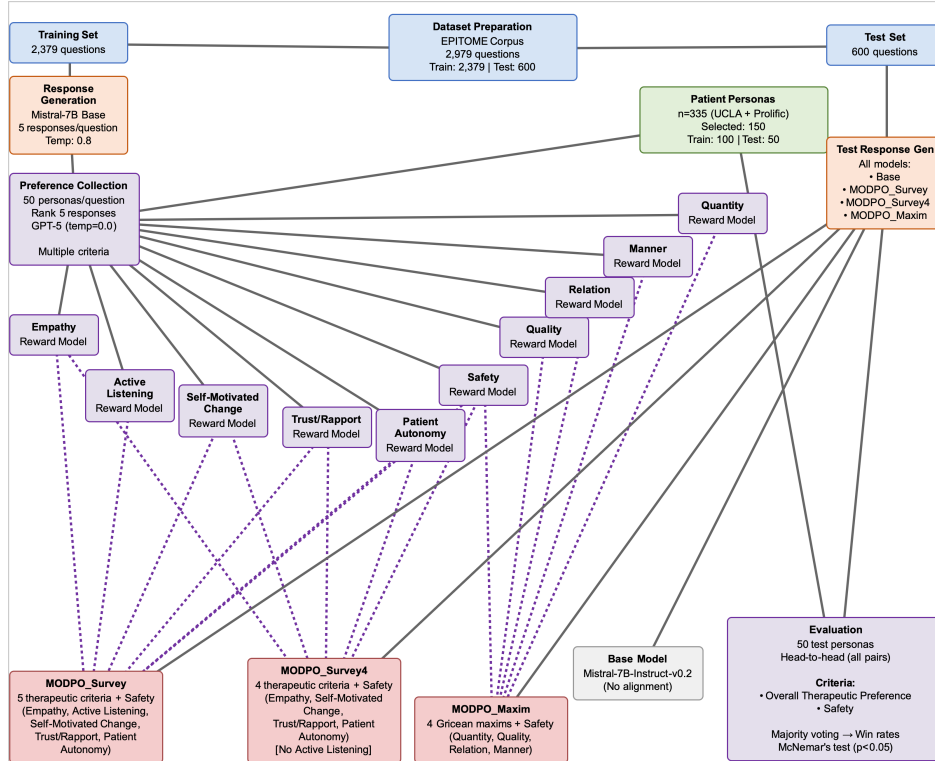 Training Set
2,379 questions
Dataset Preparation
EPITOME Corpus
2,979 questions
Train: 2,379 | Test: 600
Test Set
600 questions
Response
Generation
Mistral-7B Base
5 responses/question
Temp: 0.8
Patient Personas
n=335 (UCLA + Prolific)
Selected: 150
Train: 100 | Test: 50
Test Response Gen
All models:
• Base
• MODPO_Survey
• MODPO_Survey4
• MODPO_Maxim
Preference Collection
50 personas/question
Rank 5 responses
GPT-5 (temp=0.0)
Multiple criteria
Quantity
Reward Model
Manner
Reward Model
Relation
Reward Model
Quality
Reward Model
Empathy
Reward Model
Active
Listening
Reward Model
Self-Motivated
Change
Reward Model
Trust/Rapport
Reward Model
Patient
Autonomy
Reward Model
Safety
Reward Model
MODPO_Survey
5 therapeutic criteria + Safety
(Empathy, Active Listening,
Self-Motivated Change,
Trust/Rapport, Patient
Autonomy)
MODPO_Survey4
4 therapeutic criteria + Safety
(Empathy, Self-Motivated
Change,
Trust/Rapport, Patient
Autonomy)
[No Active Listening]
MODPO_Maxim
4 Gricean maxims + Safety
(Quantity, Quality,
Relation, Manner)
Base Model
Mistral-7B-Instruct-v0.2
(No alignment)
Evaluation
50 test personas
Head-to-head (all pairs)
Criteria:
• Overall Therapeutic Preference
• Safety
Majority voting → Win rates
McNemar's test (p<0.05)